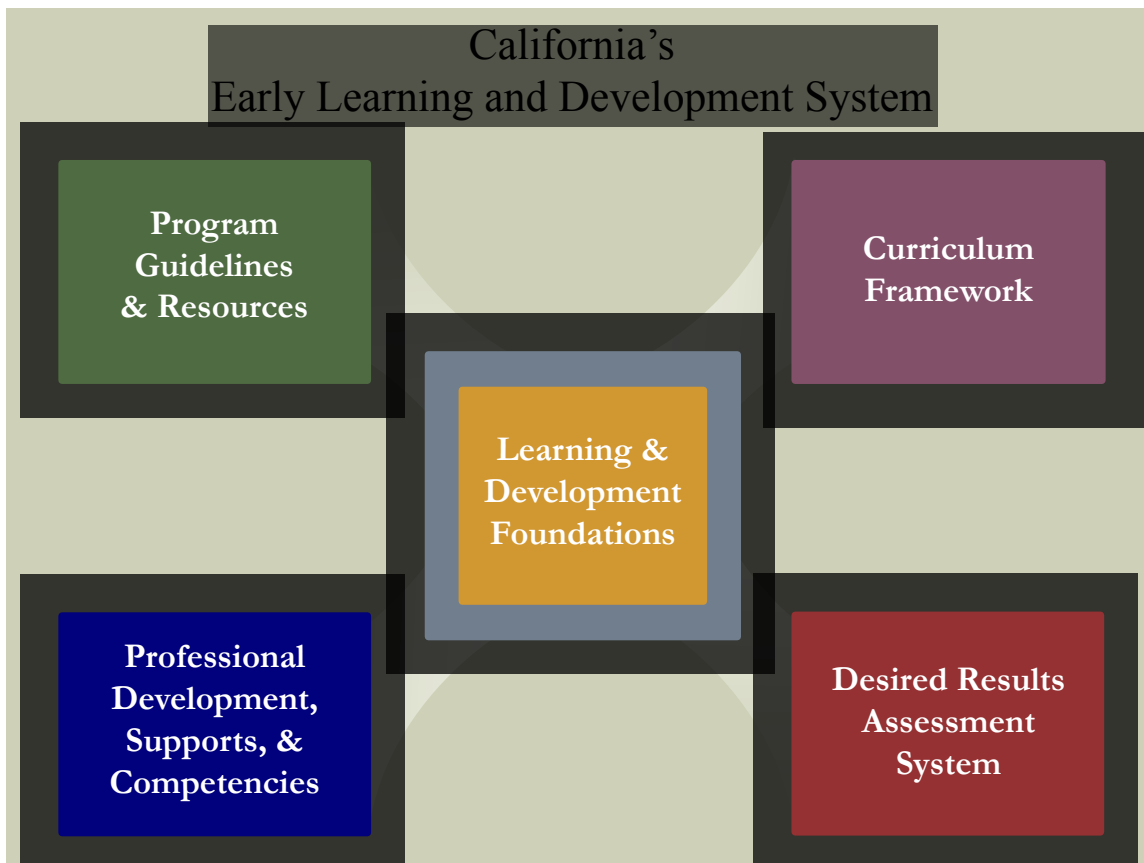 California’s
Early Learning and Development System
Program
Guidelines
& Resources
Curriculum
Framework
Learning &
Development
Foundations
Professional
Development,
Supports, &
Competencies
Desired Results
Assessment
System